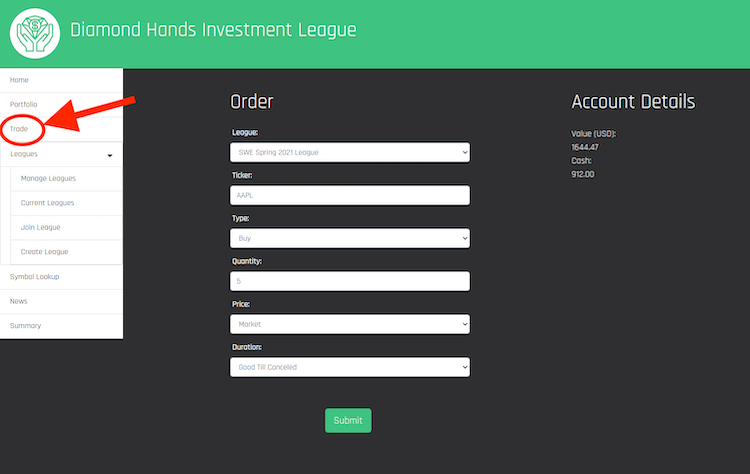 Diamond Hands Investment League
Home
Portfolio
Trade
Leagues
Manage Leagues
Current Leagues
Join League
Create League
Symbol Lookup
News
Summary
Order
League:
SWE Spring 2021 League
Ticker:
AAPL
Type:
Buy
Quantity:
5
Price:
Market
Duration:
Good Till Canceled
Submit
Account Details
Value (USD):
1644.47
Cash:
912.00